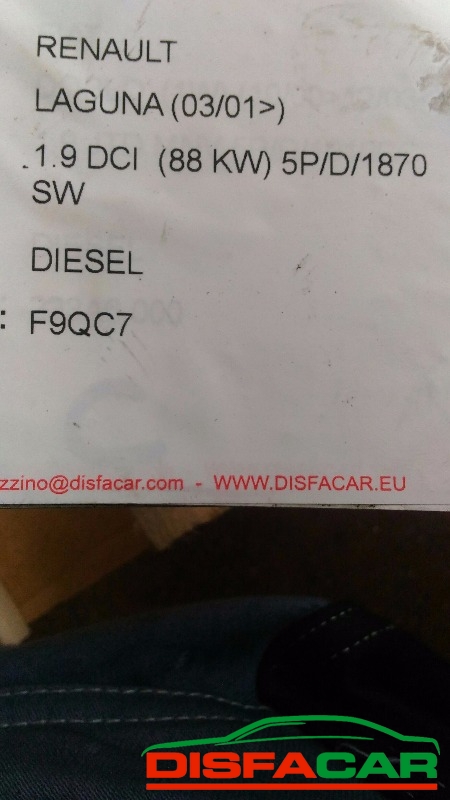 RENAULT
LAGUNA (03/01>)
1.9 DCI (88 KW) 5P/D/1870
SW
DIESEL
: F9QC7
zzino@disfacar.com - WWW.DISFACAR.EU
DISFACAR